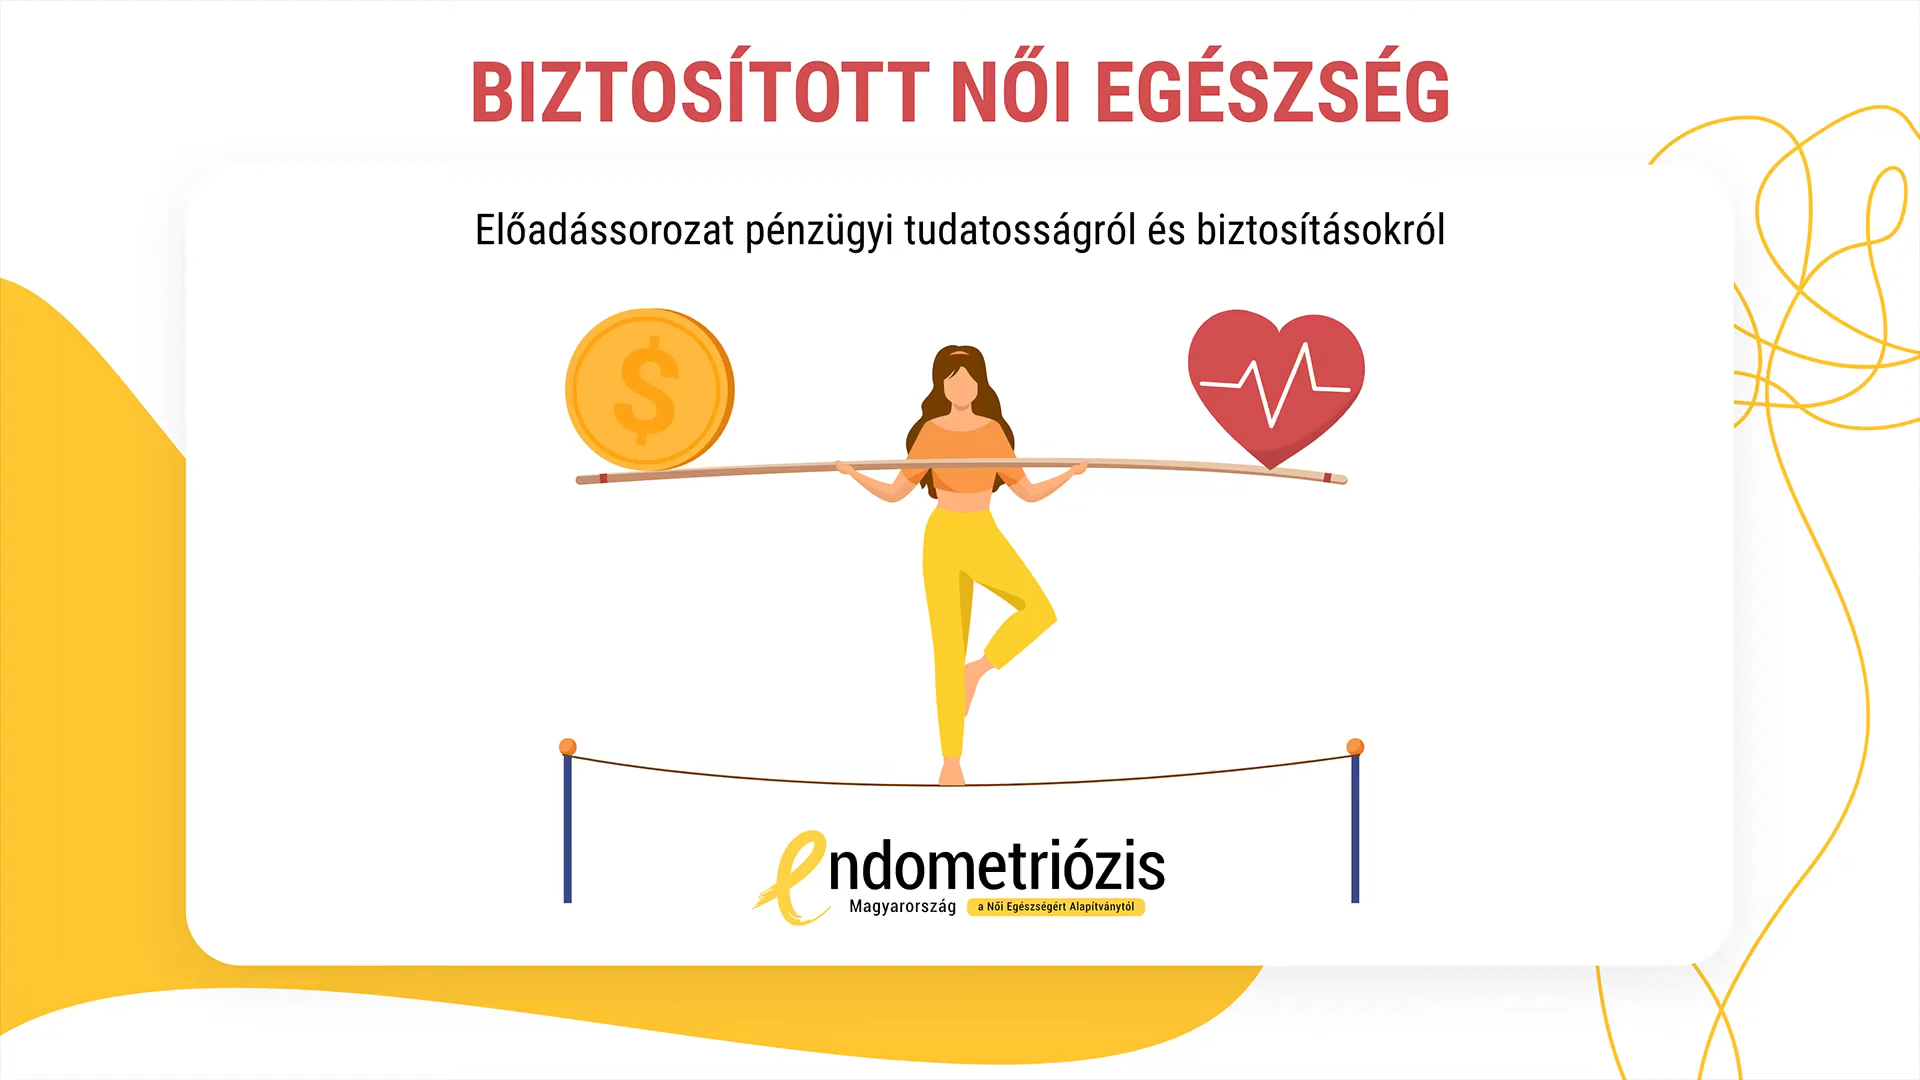 BIZTOSÍTOTT NŐI EGÉSZSÉG
Előadássorozat pénzügyi tudatosságról és biztosításokról
$
endometriózis
Magyarország a Női Egészségért Alapítványtól